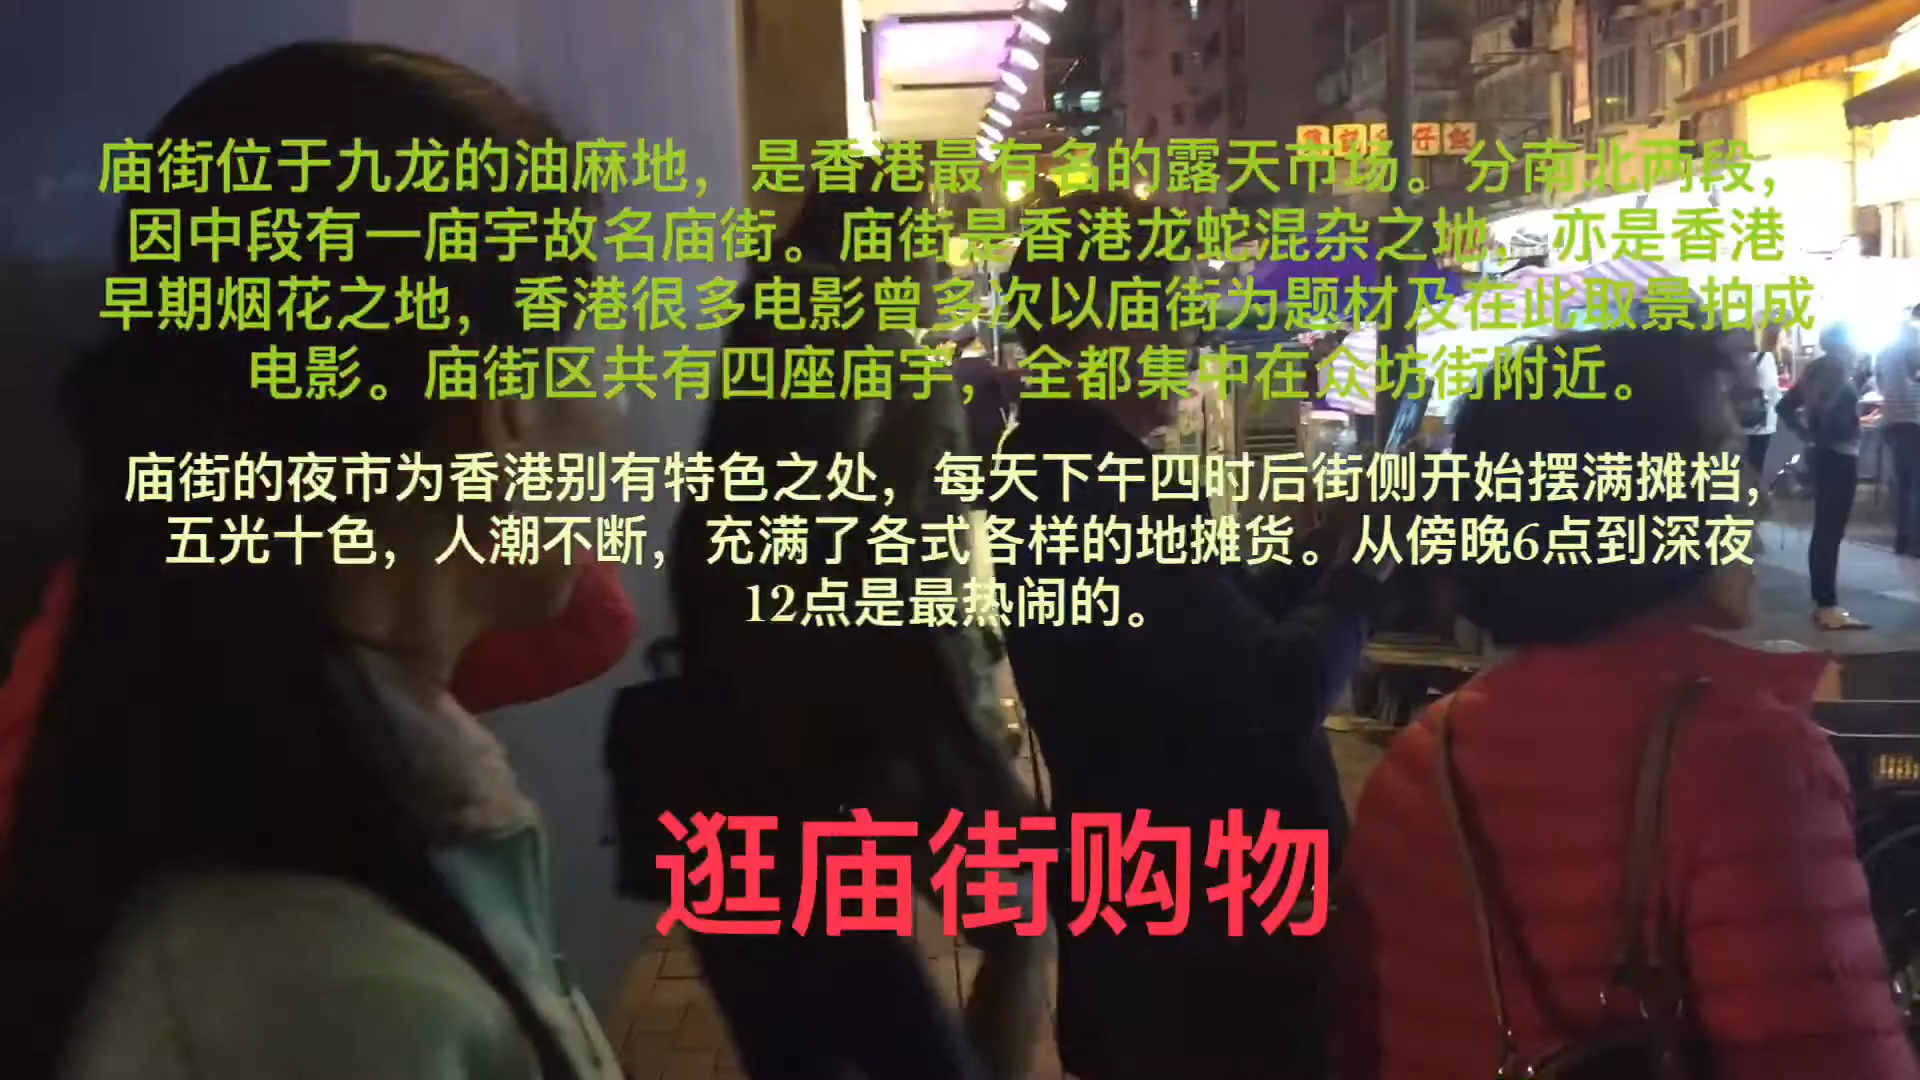 庙街位于九龙的油麻地，是香港最有名的露天市场。分南北两段，
因中段有一庙宇故名庙街。庙街是香港龙蛇混杂之地，亦是香港
早期烟花之地，香港很多电影曾多次以庙街为题材及在此取景拍成
电影。庙街区共有四座庙宇，全都集中在众坊街附近。
庙街的夜市为香港别有特色之处，每天下午四时后街侧开始摆满摊档，
五光十色，人潮不断，充满了各式各样的地摊货。从傍晚6点到深夜
12点是最热闹的。
逛庙街购物